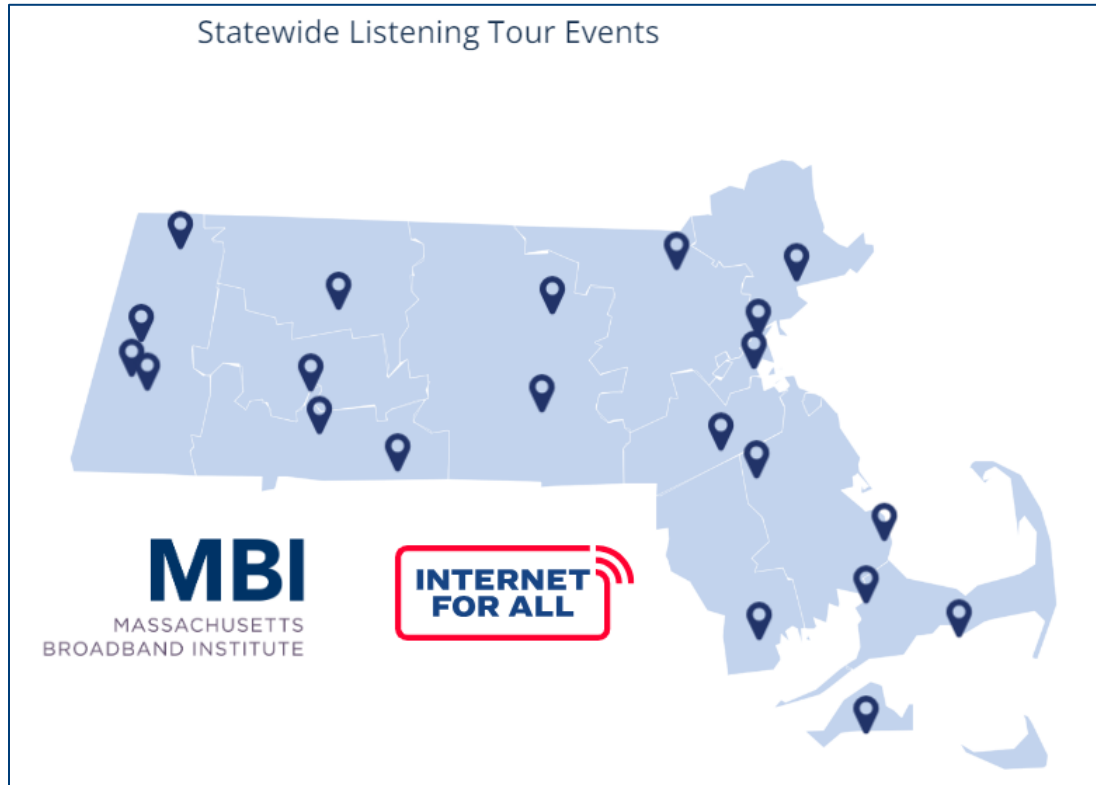 Statewide Listening Tour Events
MBI
MASSACHUSETTS
BROADBAND INSTITUTE
INTERNET
FOR ALL